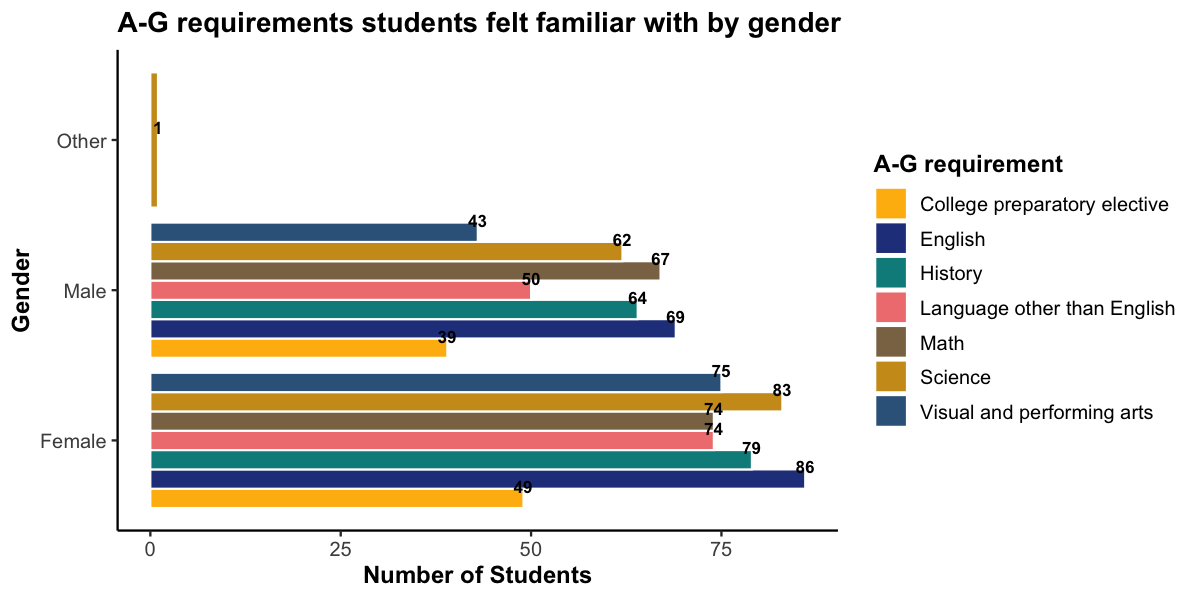 A-G requirements students felt familiar with by gender
Gender
Other
1
Male
43
62
67
50
64
69
39
Female
75
83
74
74
79
86
49
0 25 50 75
Number of Students
A-G requirement
College preparatory elective
English
History
Language other than English
Math
Science
Visual and performing arts